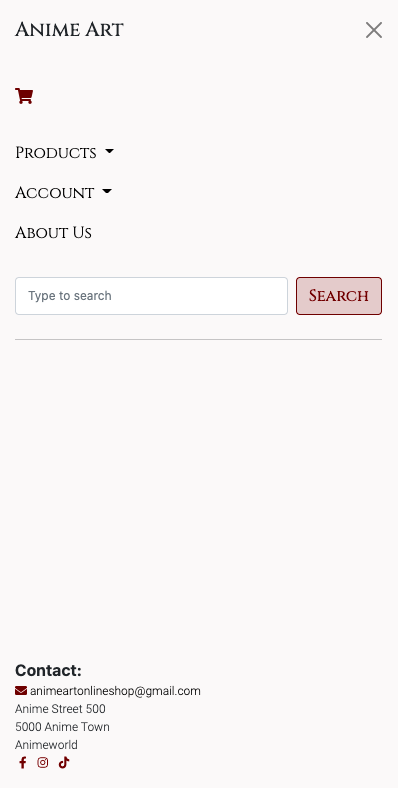 Anime Art
Products
Account
About Us
Type to search
Search
Contact:
animeartonlineshop@gmail.com
Anime Street 500
5000 Anime Town
Animeworld